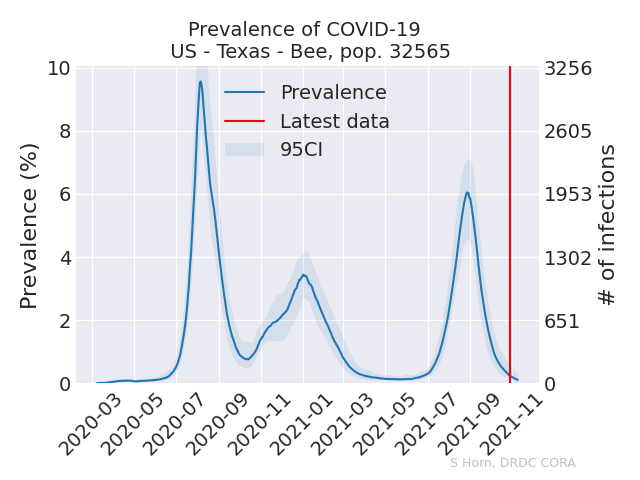 Prevalence of COVID-19
US - Texas - Bee, pop. 32565
Prevalence (%)
10
8
6
4
2
0
Prevalence
Latest data
95CI
3256
2605
1953
1302
651
0
# of infections
2020-03
2020-05
2020-07
2020-09
2020-11
2021-01
2021-03
2021-05
2021-07
2021-09
2021-11
S Horn, DRDC CORA